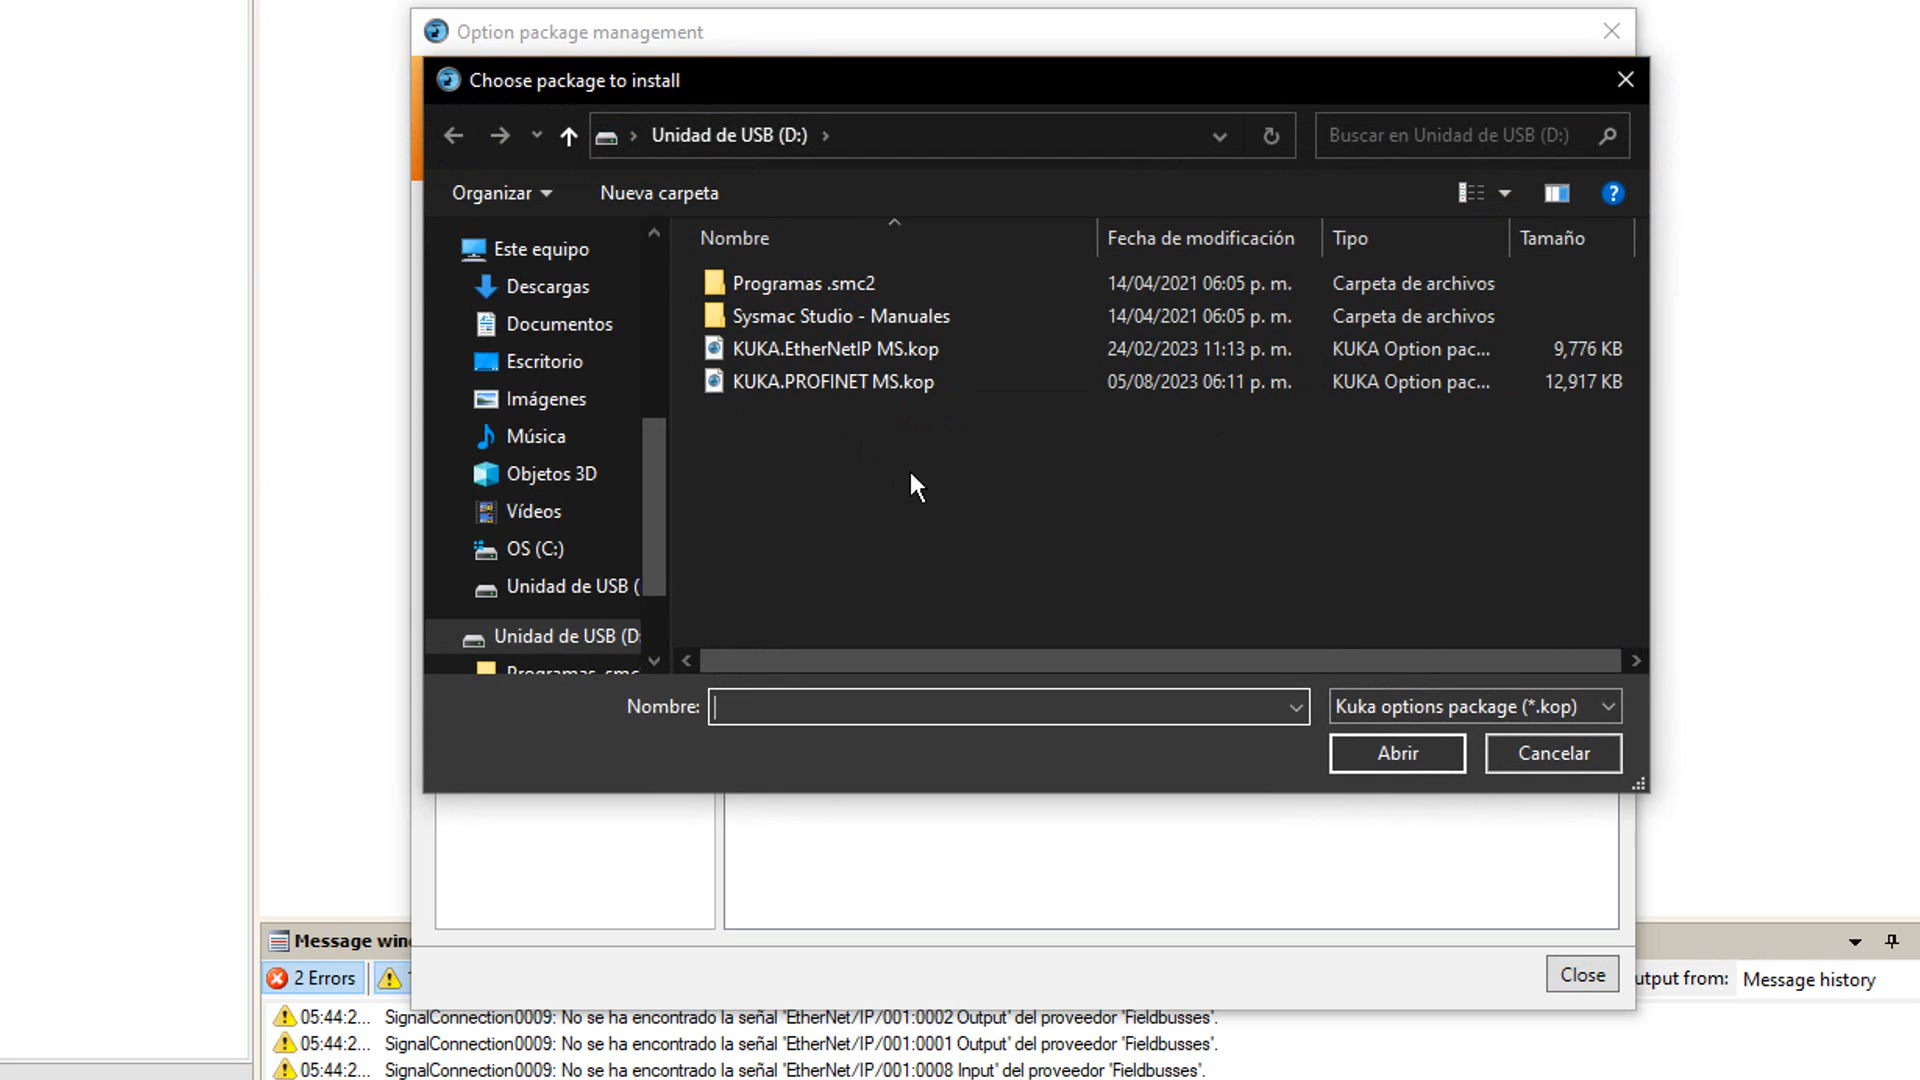 Option package management
Choose package to install
Unidad de USB (D:)
Buscar en Unidad de USB (D:)
Organizar
Nueva carpeta
?
Nombre
Fecha de modificación
Tipo
Tamaño
Este equipo
Descargas
Documentos
Escritorio
Imágenes
Música
Objetos 3D
Vídeos
OS (C:)
Unidad de USB (
Unidad de USB (D:
Programas .smc
Programas .smc2 14/04/2021 06:05 p. m. Carpeta de archivos
Sysmac Studio - Manuales 14/04/2021 06:05 p. m. Carpeta de archivos
KUKA.EtherNetIP MS.kop 24/02/2023 11:13 p. m. KUKA Option pac... 9,776 KB
KUKA.PROFINET MS.kop 05/08/2023 06:11 p. m. KUKA Option pac... 12,917 KB
Nombre:
Kuka options package (*.kop)
Abrir
Cancelar
Close
Message win
2 Errors
utput from: Message history
05:44:2... SignalConnection0009: No se ha encontrado la señal 'EtherNet/IP/001:0002 Output' del proveedor 'Fieldbusses'.
05:44:2... SignalConnection0009: No se ha encontrado la señal 'EtherNet/IP/001:0001 Output' del proveedor 'Fieldbusses'.
05:44:2... SignalConnection0009: No se ha encontrado la señal 'EtherNet/IP/001:0008 Input' del proveedor 'Fieldbusses'.